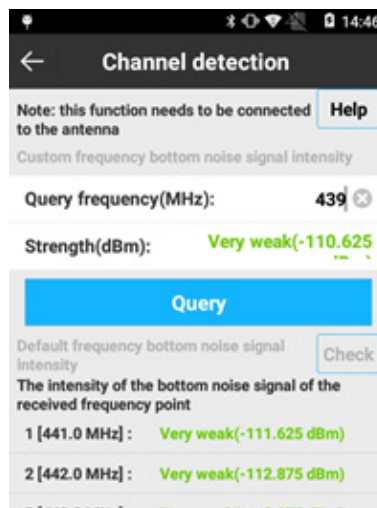 14:46
Channel detection
Note: this function needs to be connected
to the antenna
Help
Custom frequency bottom noise signal intensity
Query frequency(MHz): 439
Strength(dBm): Very weak(-110.625
Query
Default frequency bottom noise signal
intensity
Check
The intensity of the bottom noise signal of the
received frequency point
1 [441.0 MHz] : Very weak(-111.625 dBm)
2 [442.0 MHz] : Very weak(-112.875 dBm)